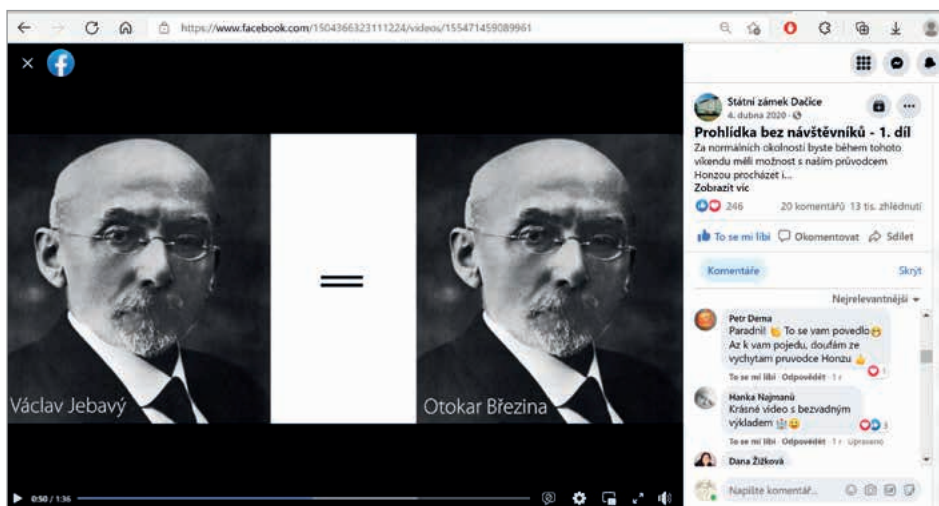 https://www.facebook.com/1504366323111224/videos/155471459089961
Václav Jebavý
=
Otokar Březina
0:50 / 1:36
Státní zámek Dačice
4. dubna 2020 ·
Prohlídka bez návštěvníků - 1. díl
Za normálních okolností byste během tohoto
víkendu měli možnost s naším průvodcem
Honzou procházet i...
Zobrazit víc
246 20 komentářů 13 tis. zhlédnutí
To se mi líbí Okomentovat Sdílet
Komentáře Skrýt
Nejrelevantnější
Petr Dema
Paradni! To se vam povedlo
Az k vam pojedu, doufám ze
vychytam pruvodce Honzu
1
To se mi líbí · Odpovědět · 1 r
Hanka Najmanů
Krásné video s bezvadným
výkladem
3
To se mi líbí · Odpovědět · 1 r · Upraveno
Dana Žižková
Napište komentář...